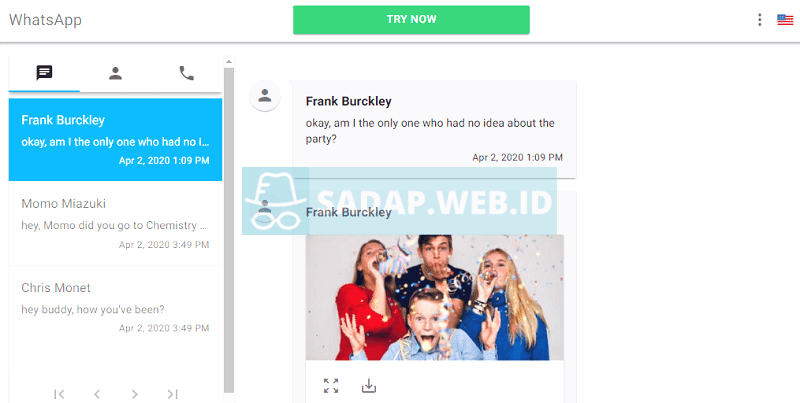 WhatsApp
TRY NOW
Frank Burckley
okay, am I the only one who had no i...
Apr 2, 2020 1:09 PM
Momo Miazuki
hey, Momo did you go to Chemistry ...
Apr 2, 2020 3:49 PM
Chris Monet
hey buddy, how you've been?
Apr 2, 2020 3:49 PM
Frank Burckley
okay, am I the only one who had no idea about the
party?
Apr 2, 2020 1:09 PM
SADAP.WEB.ID
Frank Burckley